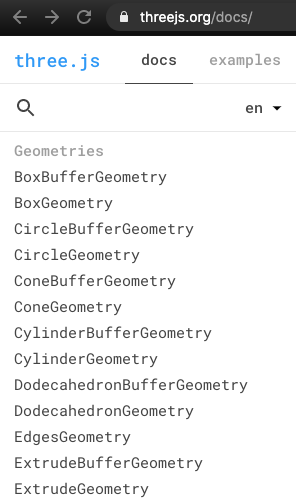 threejs.org/docs/
three.js docs examples
en
Geometries
BoxBufferGeometry
BoxGeometry
CircleBufferGeometry
CircleGeometry
ConeBufferGeometry
ConeGeometry
CylinderBufferGeometry
CylinderGeometry
DodecahedronBufferGeometry
DodecahedronGeometry
EdgesGeometry
ExtrudeBufferGeometry
ExtrudeGeometry